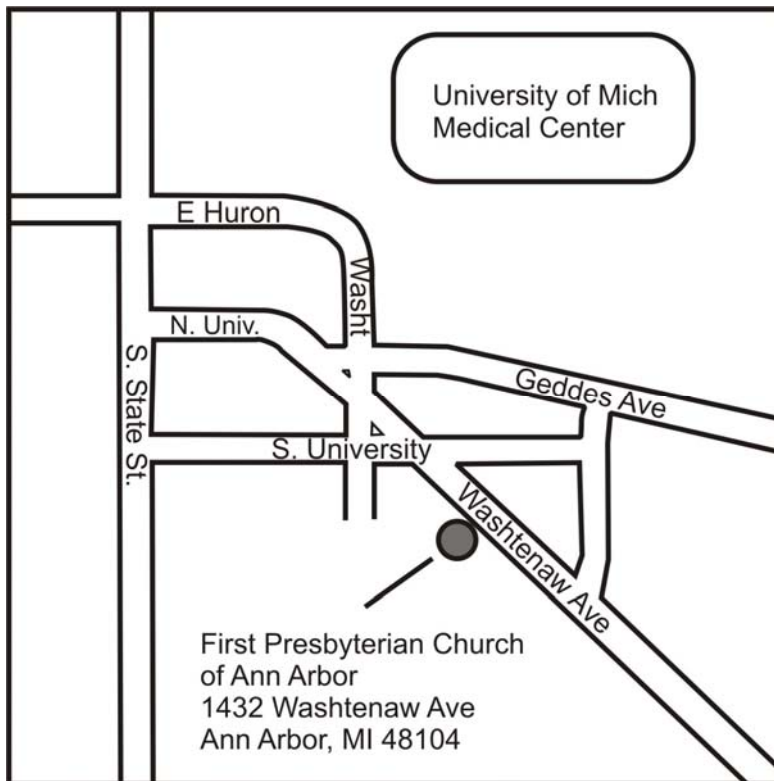 University of Mich
Medical Center
E Huron
Washt
N. Univ.
S. State St.
Geddes Ave
S. University
Washtenaw Ave
First Presbyterian Church
of Ann Arbor
1432 Washtenaw Ave
Ann Arbor, MI 48104